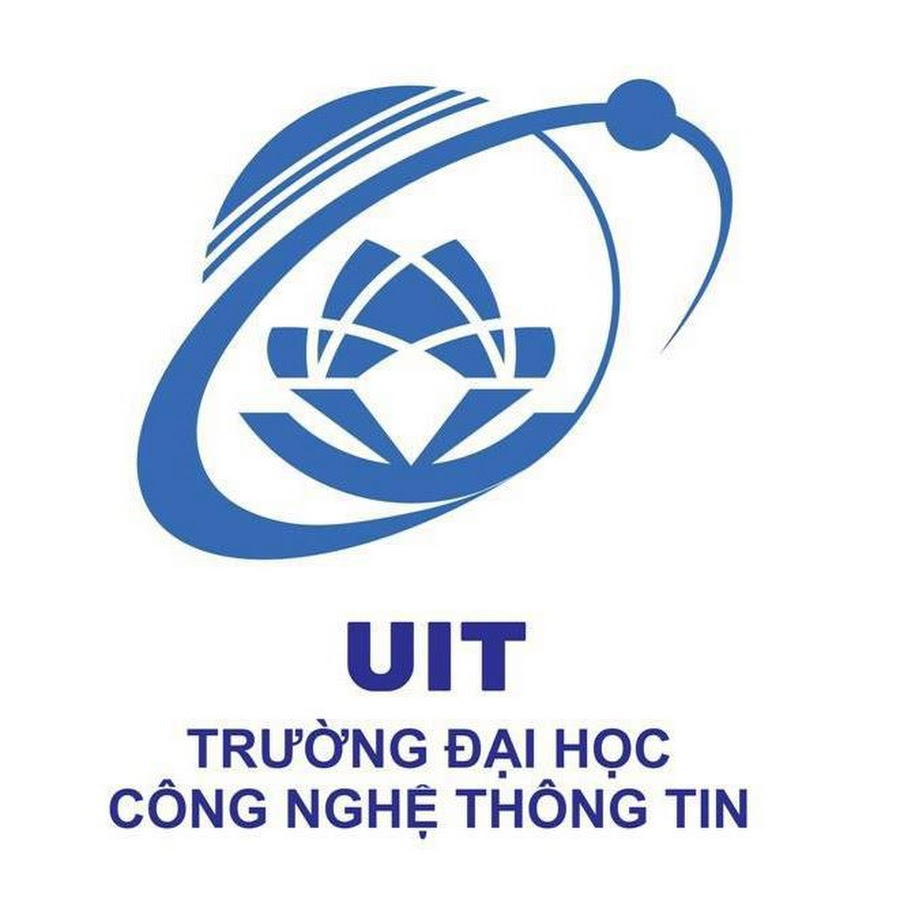 UIT
TRƯỜNG ĐẠI HỌC
CÔNG NGHỆ THÔNG TIN